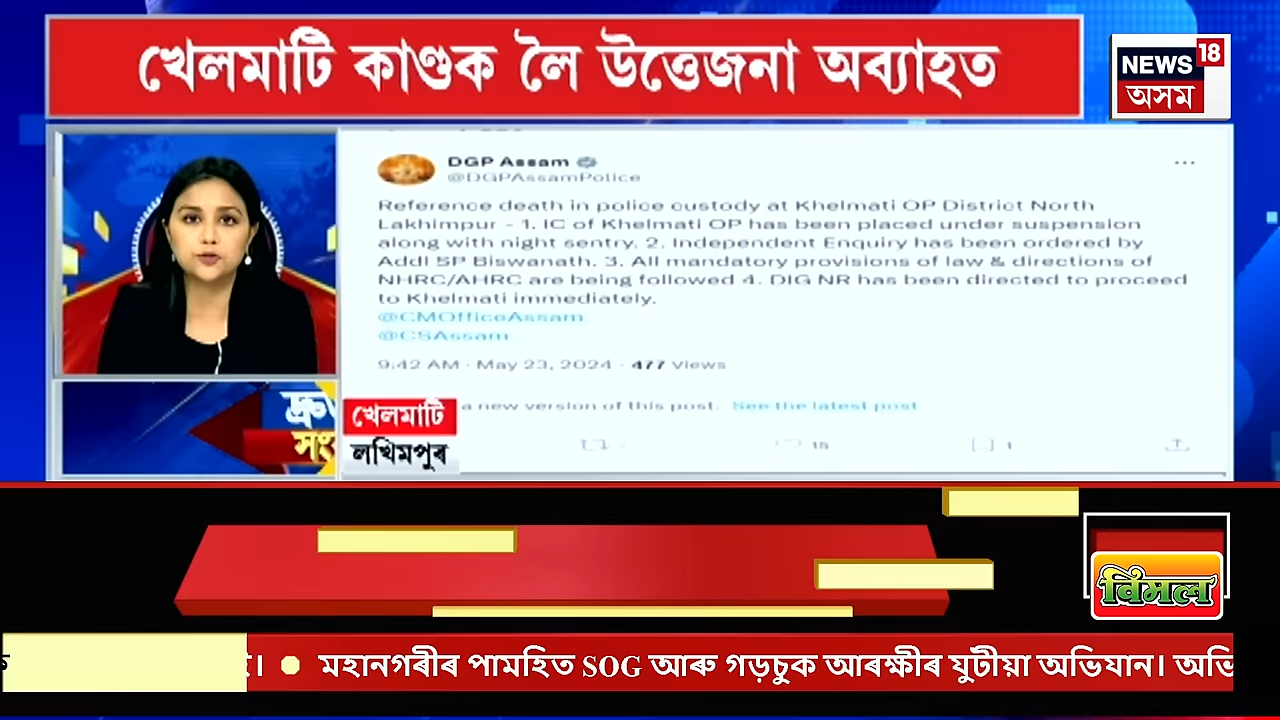 খেলমাটি কাণ্ডক লৈ উত্তেজনা অব্যাহত
NEWS 18
অসম
DGP Assam
@DGPAssamPolice
Reference death in police custody at Khelmati OP District North
Lakhimpur - 1. IC of Khelmati OP has been placed under suspension
along with night sentry. 2. Independent Enquiry has been ordered by
Addl SP Biswanath. 3. All mandatory provisions of law & directions of
NHRC/AHRC are being followed 4. DIG NR has been directed to proceed
to Khelmati immediately.
@CMOfficeAssam
@CSAssam
9:42 AM · May 23, 2024 · 477 Views
a new version of this post. See the latest post
15 1
খেলমাটি
লখিমপুৰ
বিমল
মহানগৰীৰ পামহিত SOG আৰু গড়চুক আৰক্ষীৰ যুটীয়া অভিযান।